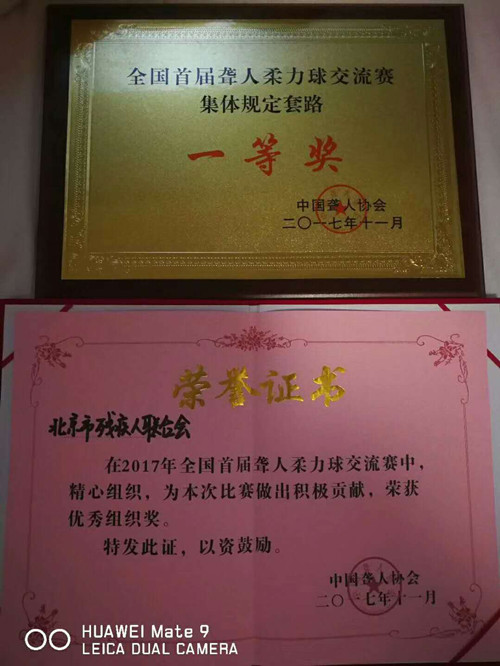 全国首届聋人柔力球交流赛
集体规定套路
一等奖
中国聋人协会
二〇一七年十一月
荣誉证书
北京市残疾人联合会
在2017年全国首届聋人柔力球交流赛中,
精心组织,为本次比赛做出积极贡献,荣获
优秀组织奖。
特发此证,以资鼓励。
中国聋人协会
二〇一七年十一月
HUAWEI Mate 9
LEICA DUAL CAMERA